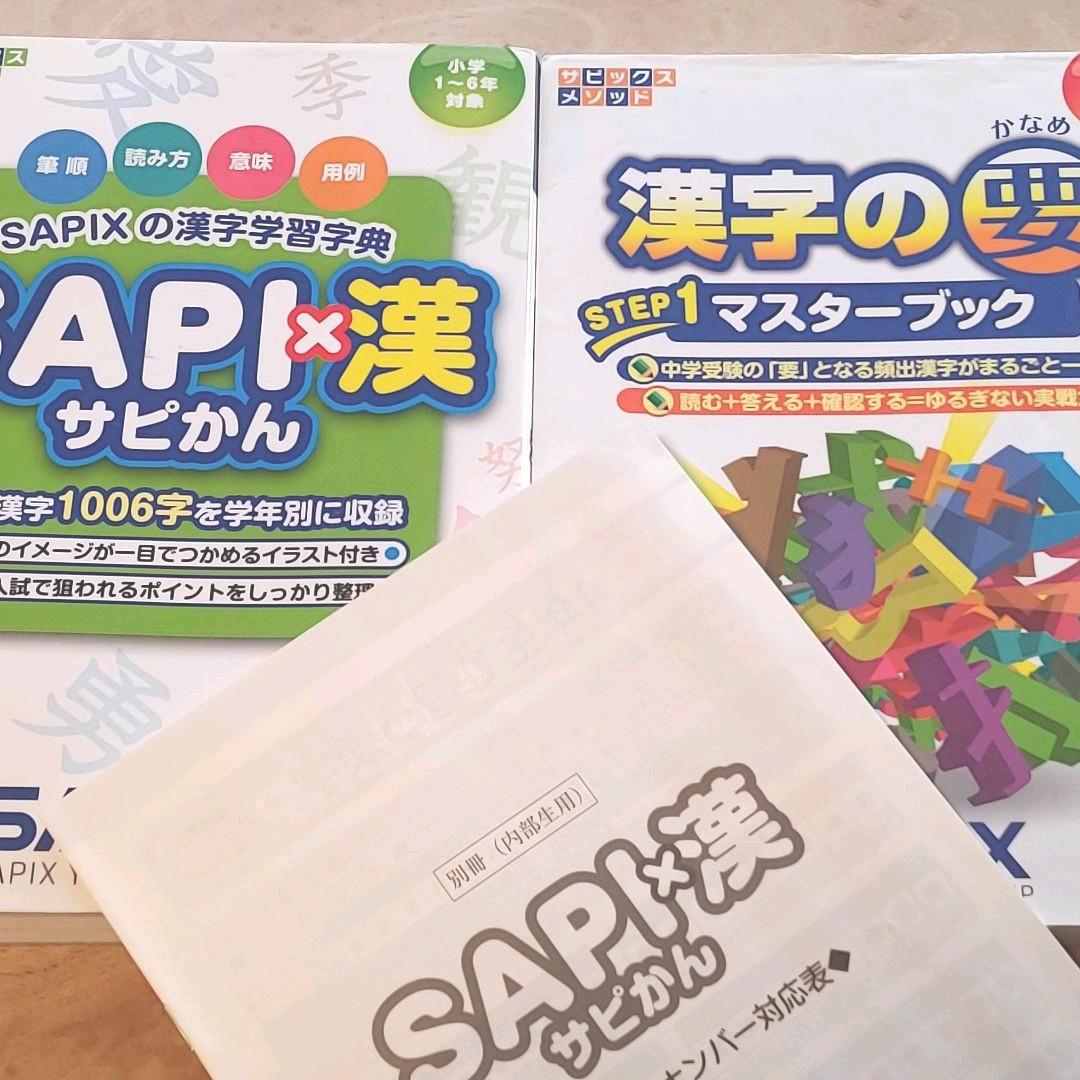 ス
小学
1〜6年
対象
筆順
読み方
意味
用例
季
観
SAPIXの漢字学習字典
SAPI×漢
サピかん
漢字1006字を学年別に収録
のイメージが一目でつかめるイラスト付き
入試で狙われるポイントをしっかり整理
勇
SA
APIX Y
サピックス
メソッド
かなめ
漢字の要
STEP1 マスターブック
中学受験の「要」となる頻出漢字がまるごと一
読む+答える+確認する=ゆるぎない実戦
X
別冊(内部生用)
SAPI×漢
サピかん
ナンバー対応表◆